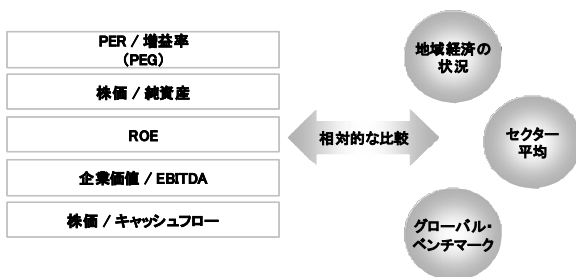 PER / 増益率
(PEG)
株価 / 純資産
ROE
企業価値 / EBITDA
株価 / キャッシュフロー
相対的な比較
地域経済の
状況
セクター
平均
グローバル・
ベンチマーク